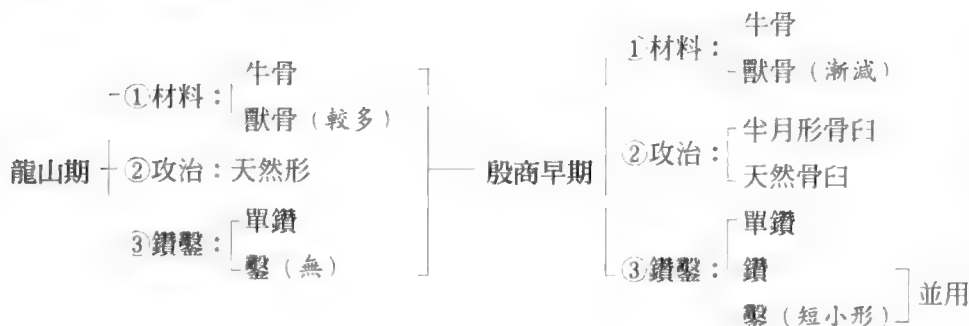 龍山期
①材料：
牛骨
獸骨（較多）
②攻治：天然形
③鑽鑿：
單鑽
鑿（無）
殷商早期
①材料：
牛骨
獸骨（漸減）
②攻治：
半月形骨臼
天然骨臼
③鑽鑿：
單鑽
鑽
鑿（短小形）
並用